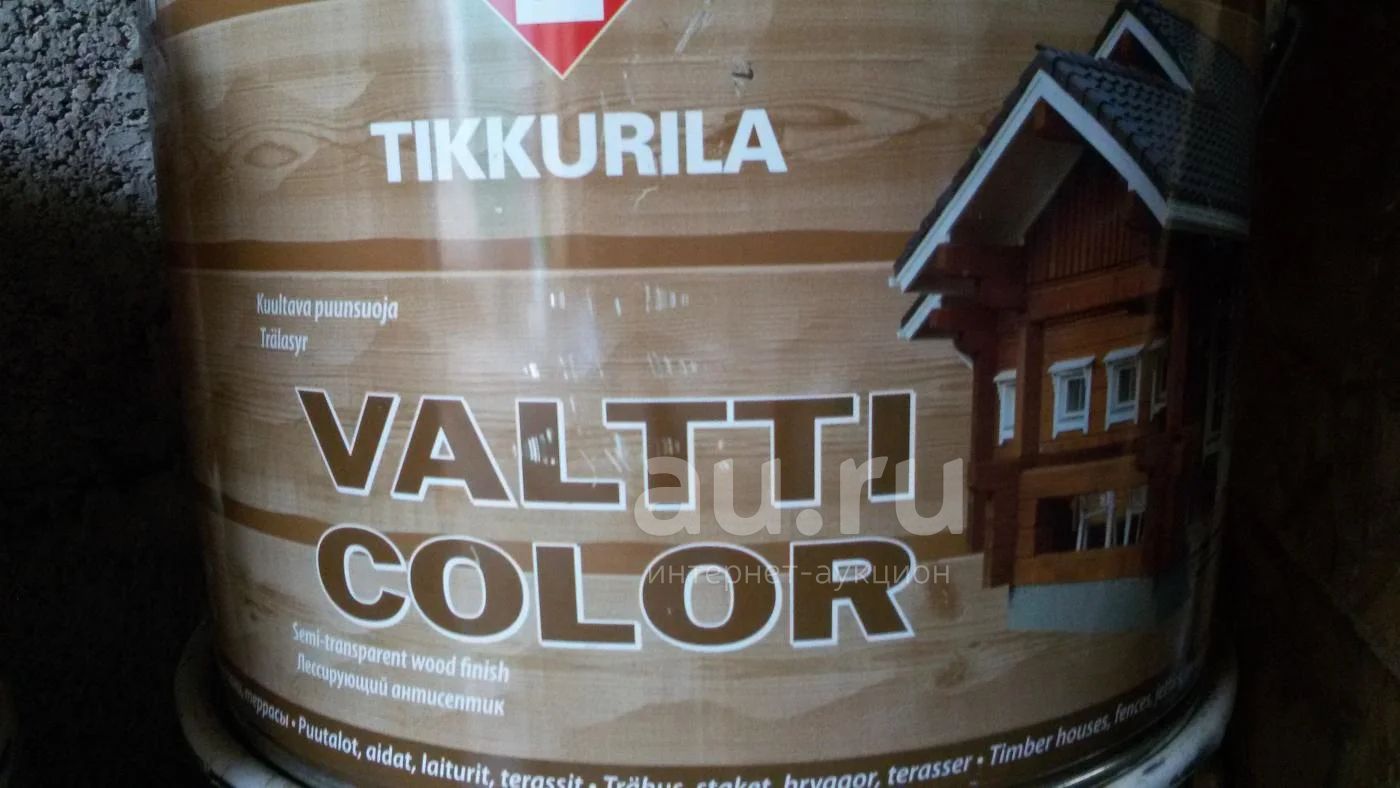 TIKKURILA
Kuultava puunsuoja
Trälasyr
VALTTI
COLOR
au.ru
интернет-аукцион
Semi-transparent wood finish
Лессирующий антисептик
террасы • Puutalot, aidat, laiturit, terassit • Trähus, staket, bryggor, terasser • Timber houses, fences,